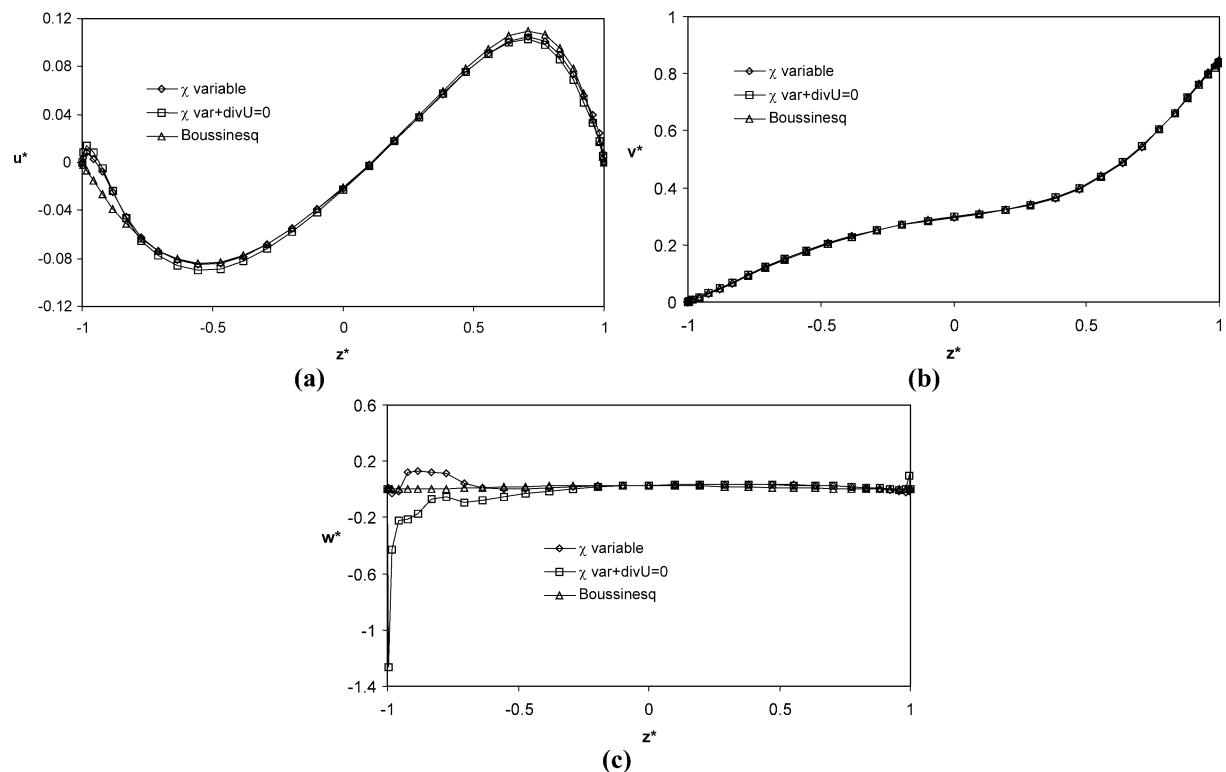 0.12
0.08
0.04
0
-0.04
-0.08
-0.12
u*
χ variable
χ var+divU=0
Boussinesq
-1
-0.5
0
0.5
1
z*
(a)
1
0.8
0.6
0.4
0.2
0
v*
χ variable
χ var+divU=0
Boussinesq
-1
-0.5
0
0.5
1
z*
(b)
0.6
0.2
-0.2
-0.6
-1
-1.4
w*
χ variable
χ var+divU=0
Boussinesq
-1
-0.5
0
0.5
1
z*
(c)